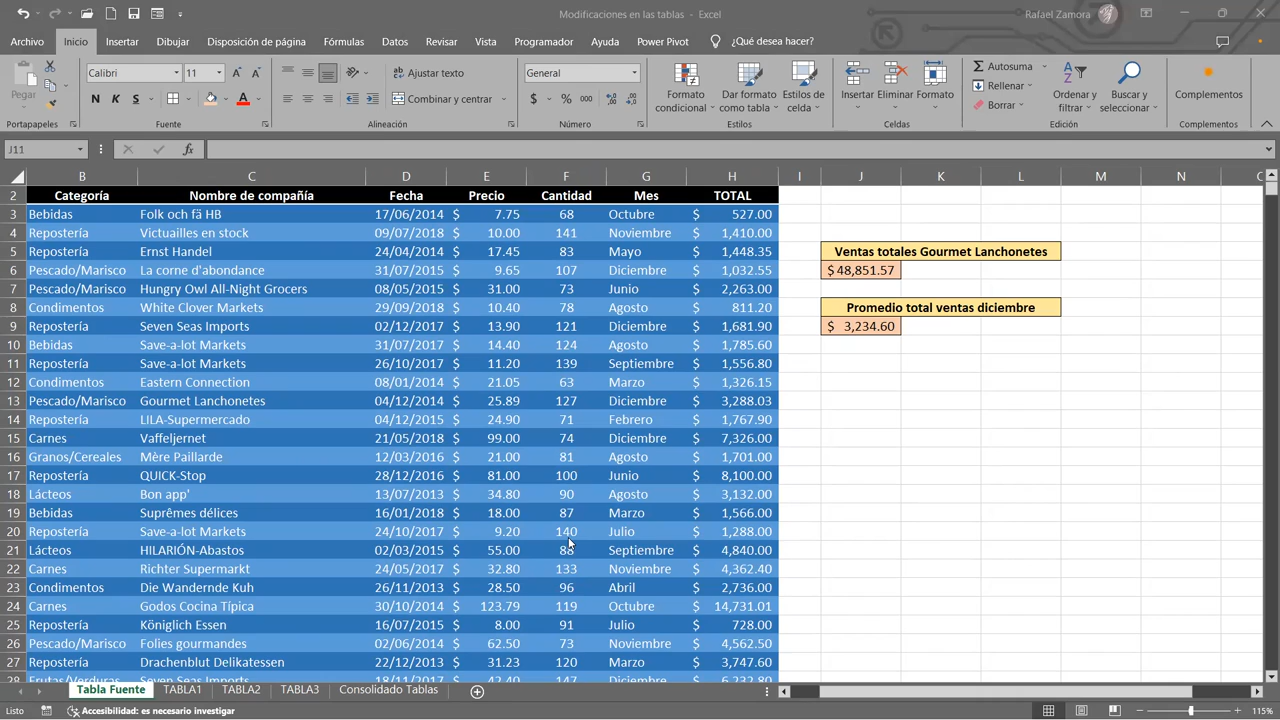 Modificaciones en las tablas - Excel
Rafael Zamora
Archivo Inicio Insertar Dibujar Disposición de página Fórmulas Datos Revisar Vista Programador Ayuda Power Pivot ¿Qué desea hacer?
Pegar
Calibri 11
N K S
Ajustar texto
Combinar y centrar
General
$ % 000
Formato condicional
Dar formato como tabla
Estilos de celda
Insertar Eliminar Formato
Autosuma
Rellenar
Borrar
Ordenar y filtrar
Buscar y seleccionar
Complementos
Portapapeles Fuente Alineación Número Estilos Celdas Edición Complementos
J11 fx
B C D E F G H I J K L M N
2 Categoría Nombre de compañía Fecha Precio Cantidad Mes TOTAL
3 Bebidas Folk och fä HB 17/06/2014 $ 7.75 68 Octubre $ 527.00
4 Repostería Victuailles en stock 09/07/2018 $ 10.00 141 Noviembre $ 1,410.00
5 Repostería Ernst Handel 24/04/2014 $ 17.45 83 Mayo $ 1,448.35 Ventas totales Gourmet Lanchonetes
6 Pescado/Marisco La corne d'abondance 31/07/2015 $ 9.65 107 Diciembre $ 1,032.55 $ 48,851.57
7 Pescado/Marisco Hungry Owl All-Night Grocers 08/05/2015 $ 31.00 73 Junio $ 2,263.00
8 Condimentos White Clover Markets 29/09/2018 $ 10.40 78 Agosto $ 811.20 Promedio total ventas diciembre
9 Repostería Seven Seas Imports 02/12/2017 $ 13.90 121 Diciembre $ 1,681.90 $ 3,234.60
10 Bebidas Save-a-lot Markets 31/07/2017 $ 14.40 124 Agosto $ 1,785.60
11 Repostería Save-a-lot Markets 26/10/2017 $ 11.20 139 Septiembre $ 1,556.80
12 Condimentos Eastern Connection 08/01/2014 $ 21.05 63 Marzo $ 1,326.15
13 Pescado/Marisco Gourmet Lanchonetes 04/12/2014 $ 25.89 127 Diciembre $ 3,288.03
14 Repostería LILA-Supermercado 04/12/2015 $ 24.90 71 Febrero $ 1,767.90
15 Carnes Vaffeljernet 21/05/2018 $ 99.00 74 Diciembre $ 7,326.00
16 Granos/Cereales Mère Paillarde 12/03/2016 $ 21.00 81 Agosto $ 1,701.00
17 Repostería QUICK-Stop 28/12/2016 $ 81.00 100 Junio $ 8,100.00
18 Lácteos Bon app' 13/07/2013 $ 34.80 90 Agosto $ 3,132.00
19 Bebidas Suprêmes délices 16/01/2018 $ 18.00 87 Marzo $ 1,566.00
20 Repostería Save-a-lot Markets 24/10/2017 $ 9.20 140 Julio $ 1,288.00
21 Lácteos HILARIÓN-Abastos 02/03/2015 $ 55.00 Septiembre $ 4,840.00
22 Carnes Richter Supermarkt 24/05/2017 $ 32.80 133 Noviembre $ 4,362.40
23 Condimentos Die Wandernde Kuh 26/11/2013 $ 28.50 96 Abril $ 2,736.00
24 Carnes Godos Cocina Típica 30/10/2014 $ 123.79 119 Octubre $ 14,731.01
25 Repostería Königlich Essen 16/07/2015 $ 8.00 91 Julio $ 728.00
26 Pescado/Marisco Folies gourmandes 02/06/2014 $ 62.50 73 Noviembre $ 4,562.50
27 Repostería Drachenblut Delikatessen 22/12/2013 $ 31.23 120 Marzo $ 3,747.60
28 Frutas/Verduras Seven Seas Imports 18/11/2017 $ 42.40 147 Diciembre $ 6,232.80
Tabla Fuente TABLA1 TABLA2 TABLA3 Consolidado Tablas
Listo Accesibilidad: es necesario investigar 115%